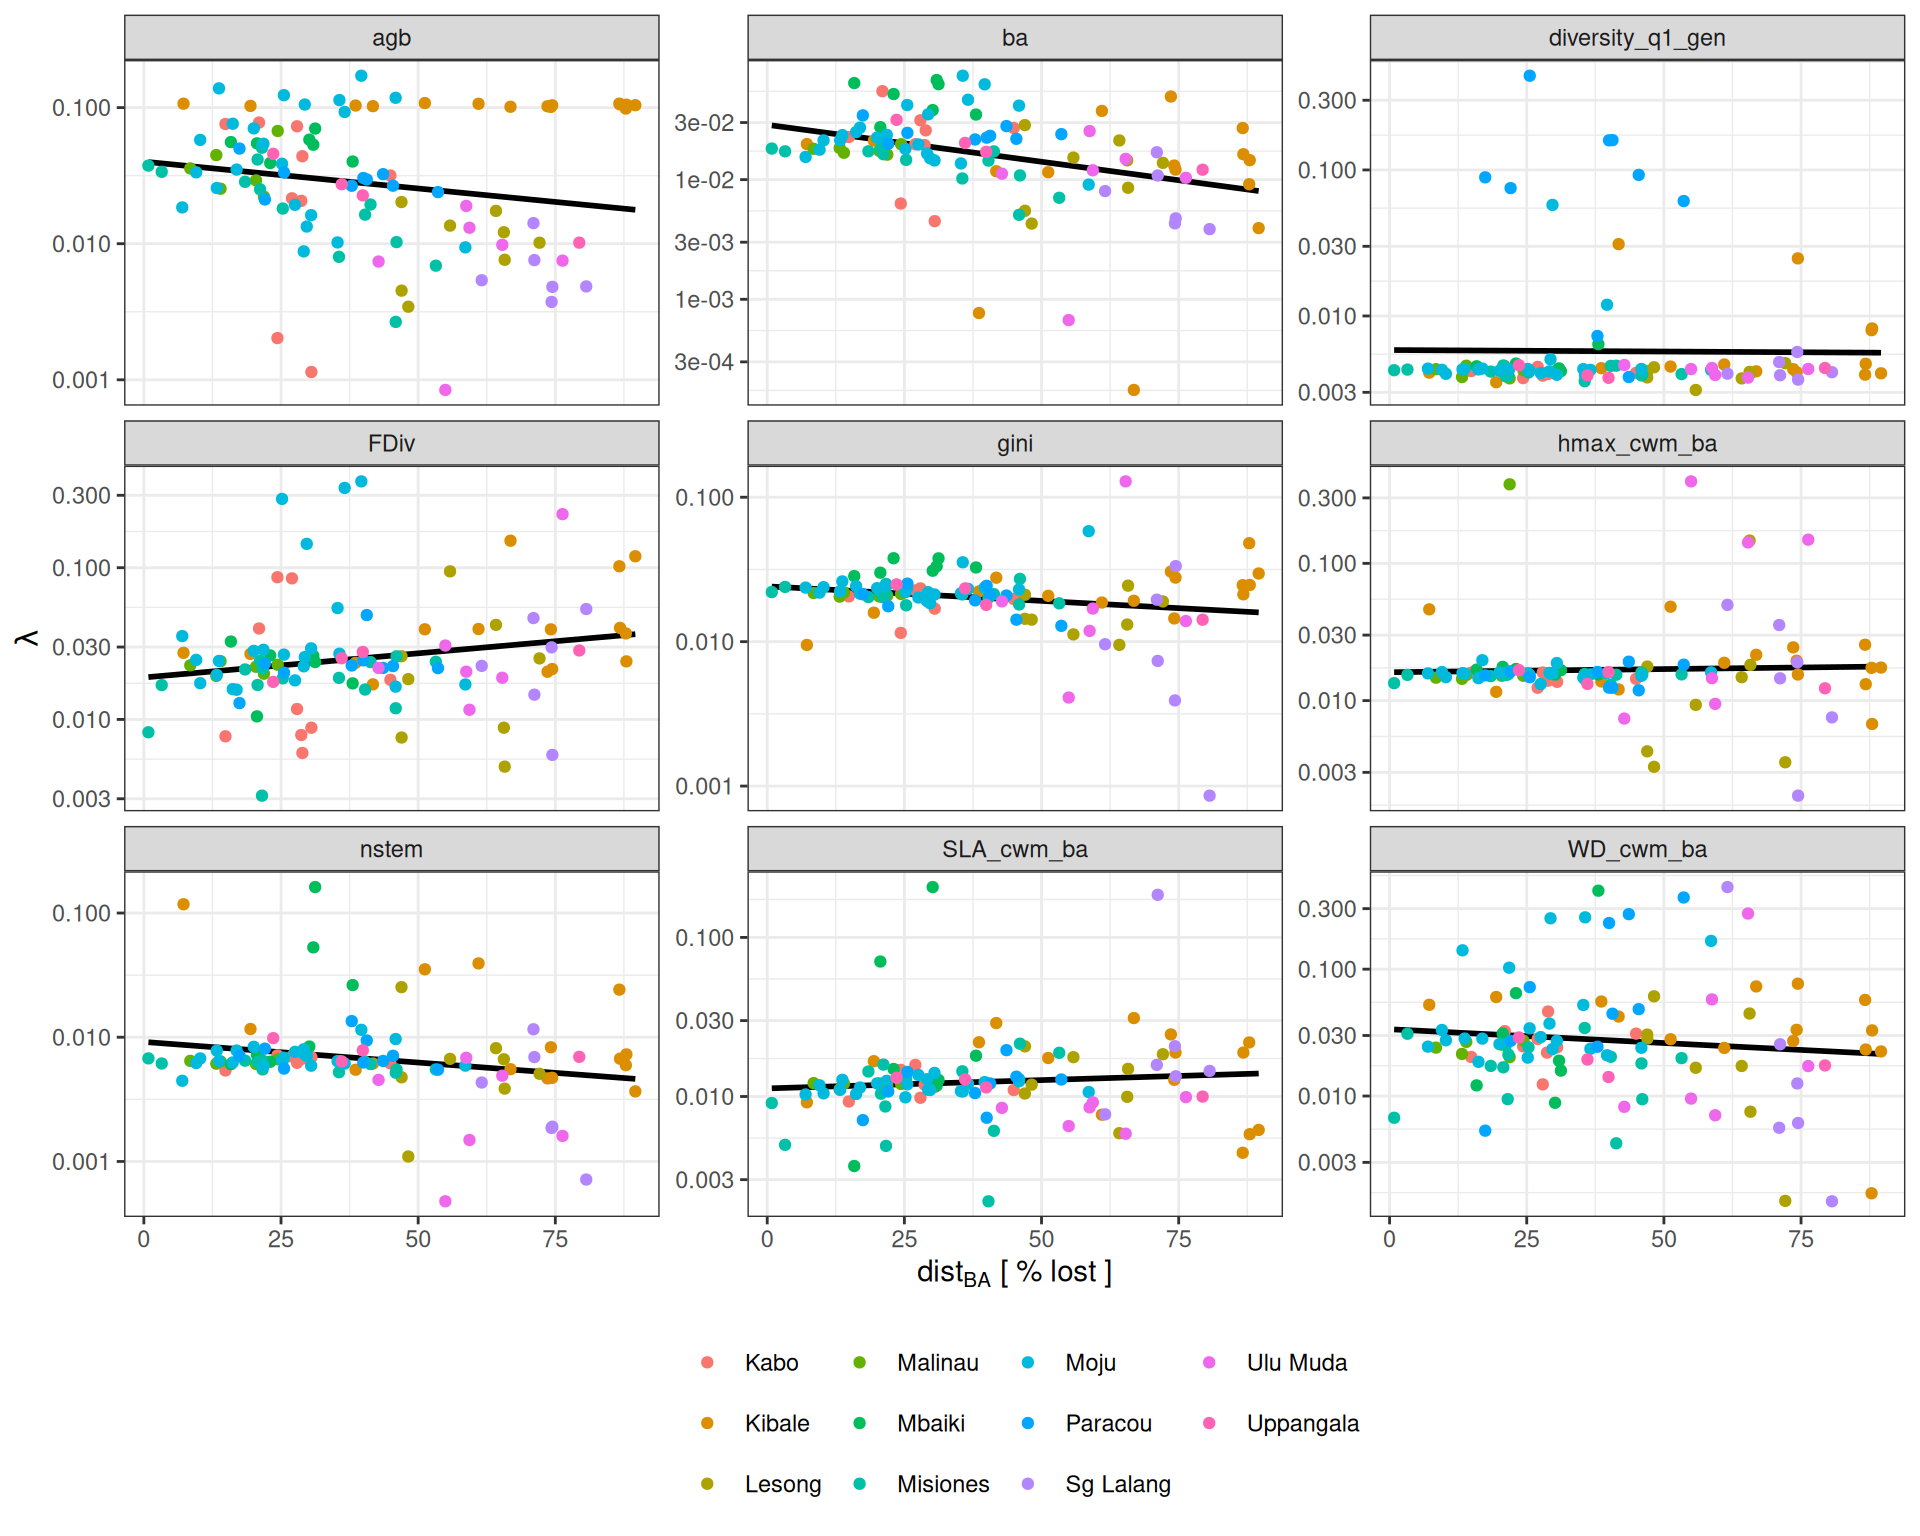 agb ba diversity_q1_gen
0.100 3e-02 0.300
1e-02 0.100
0.010 3e-03 0.030
1e-03 0.010
0.001 3e-04 0.003
FDiv gini hmax_cwm_ba
0.300 0.100 0.300
0.100 0.100
0.030 0.010 0.030
0.010 0.010
0.003 0.001 0.003
λ
nstem SLA_cwm_ba WD_cwm_ba
0.100 0.100 0.300
0.100
0.010 0.030 0.030
0.010 0.010
0.001 0.003 0.003
0 25 50 75 0 25 50 75 0 25 50 75
dist_BA [ % lost ]
Kabo Malinau Moju Ulu Muda
Kibale Mbaiki Paracou Uppangala
Lesong Misiones Sg Lalang